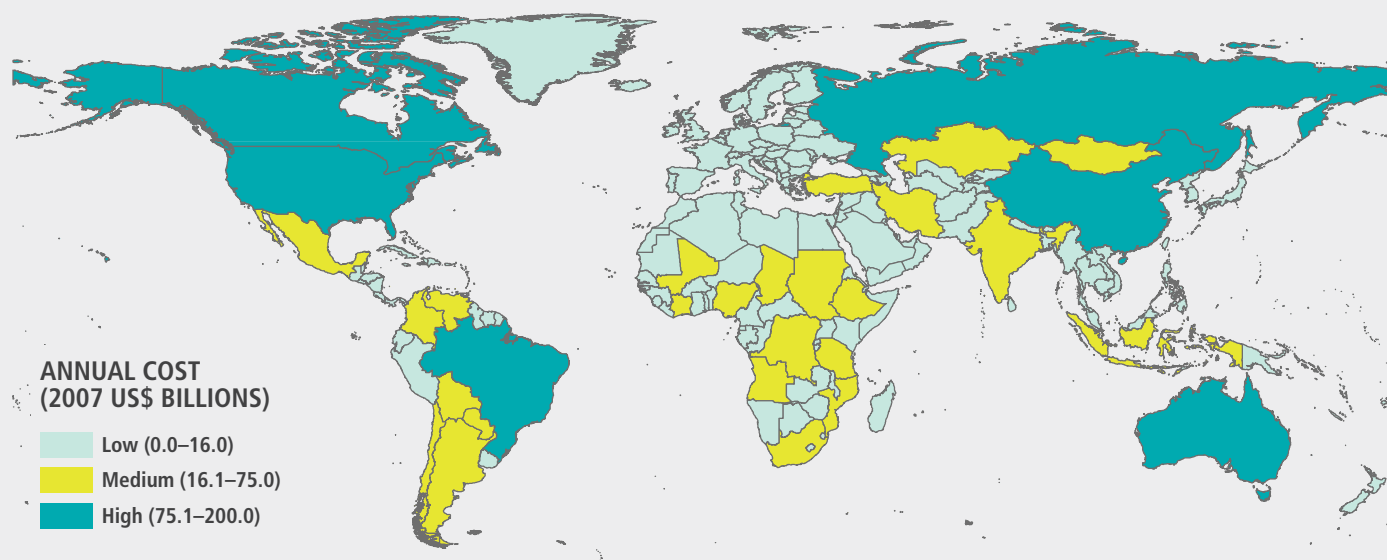 ANNUAL COST
(2007 US$ BILLIONS)
Low (0.0–16.0)
Medium (16.1–75.0)
High (75.1–200.0)